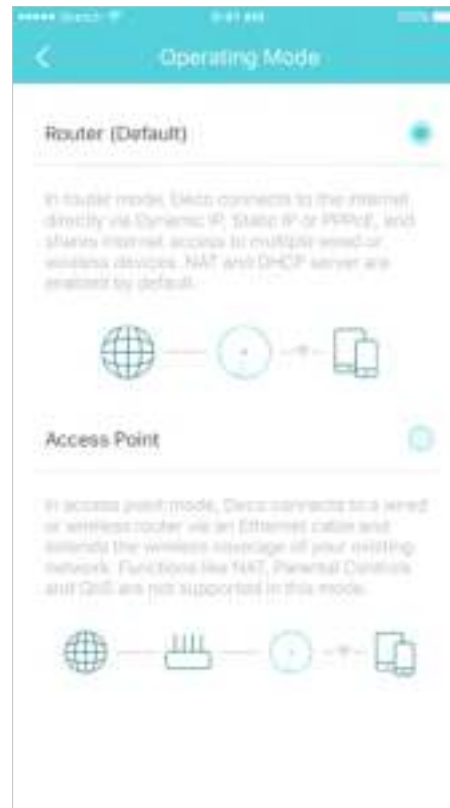 9:41 AM
Operating Mode
Router (Default)
In router mode, Deco connects to the internet
directly via Dynamic IP, Static IP or PPPoE, and
shares internet access to multiple wired or
wireless devices. NAT and DHCP server are
enabled by default.
Access Point
In access point mode, Deco connects to a wired
or wireless router via an Ethernet cable and
extends the wireless coverage of your existing
network. Functions like NAT, Parental Controls
and QoS are not supported in this mode.